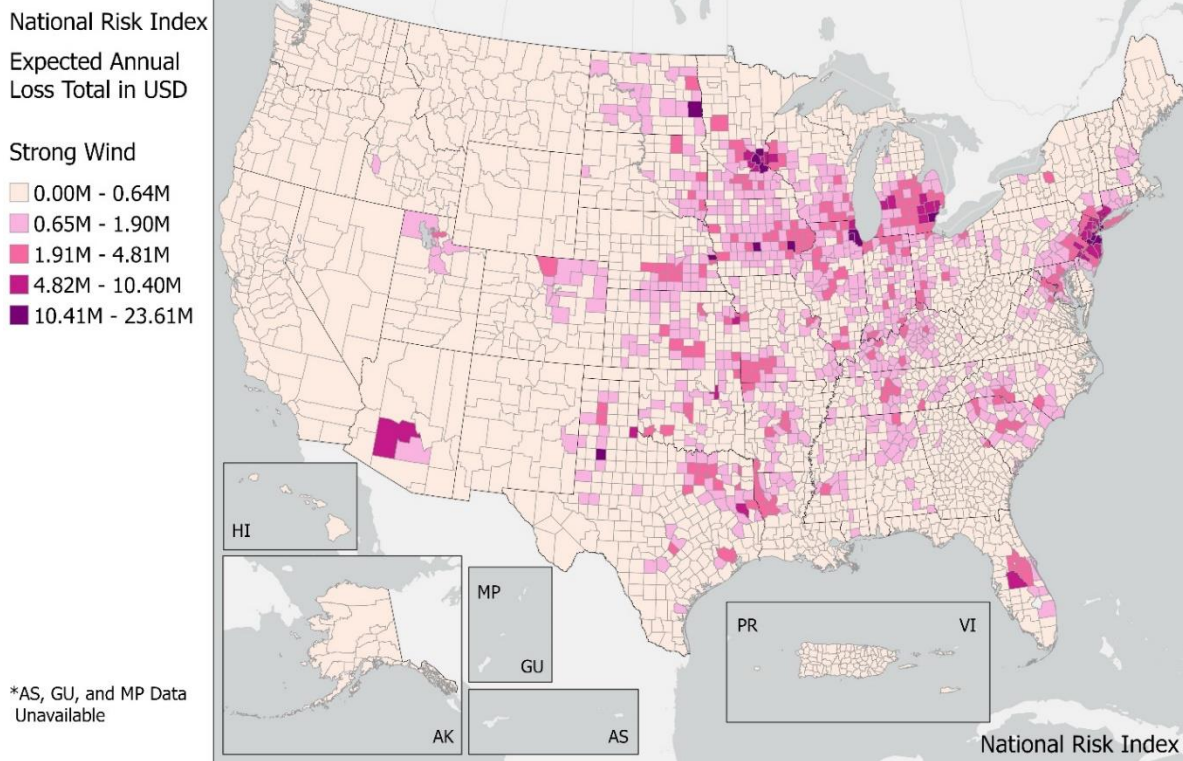 National Risk Index
Expected Annual
Loss Total in USD
Strong Wind
0.00M - 0.64M
0.65M - 1.90M
1.91M - 4.81M
4.82M - 10.40M
10.41M - 23.61M
*AS, GU, and MP Data
Unavailable
HI
AK
MP
GU
AS
PR
VI
National Risk Index